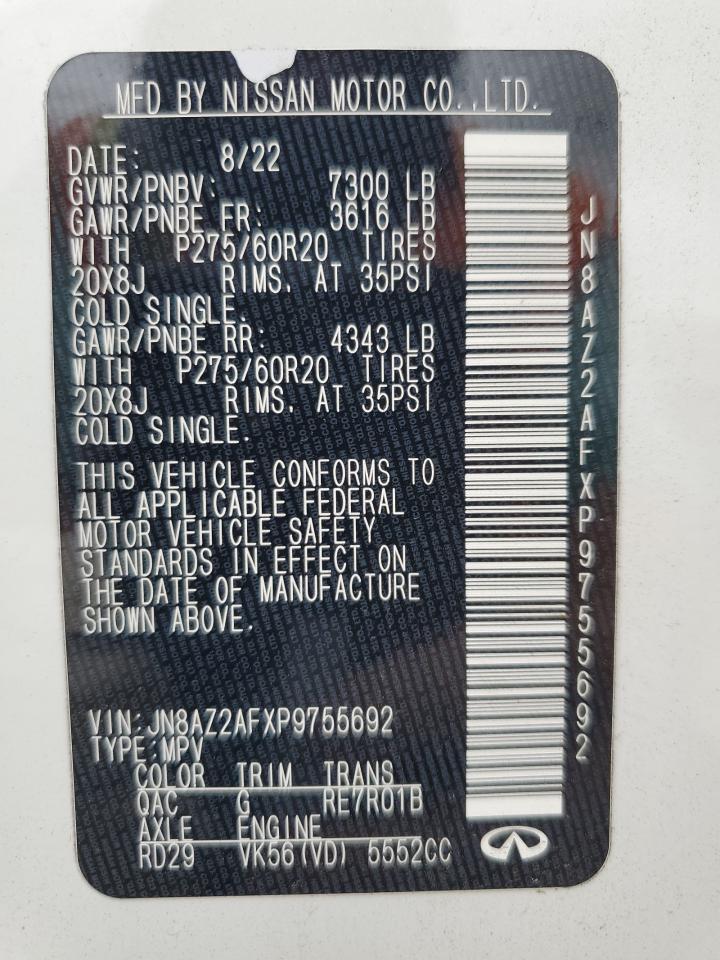 MFD BY NISSAN MOTOR CO.,LTD.
DATE: 8/22
GVWR/PNBV: 7300 LB
GAWR/PNBE FR: 3616 LB
WITH P275/60R20 TIRES
20X8J RIMS, AT 35PSI
COLD SINGLE.
GAWR/PNBE RR: 4343 LB
WITH P275/60R20 TIRES
20X8J RIMS, AT 35PSI
COLD SINGLE.
THIS VEHICLE CONFORMS TO
ALL APPLICABLE FEDERAL
MOTOR VEHICLE SAFETY
STANDARDS IN EFFECT ON
THE DATE OF MANUFACTURE
SHOWN ABOVE.
VIN:JN8AZ2AFXP9755692
TYPE:MPV
COLOR TRIM TRANS
QAC G RE7R01B
AXLE ENGINE
RD29 VK56(VD) 5552CC
JN8AZ2AFXP9755692